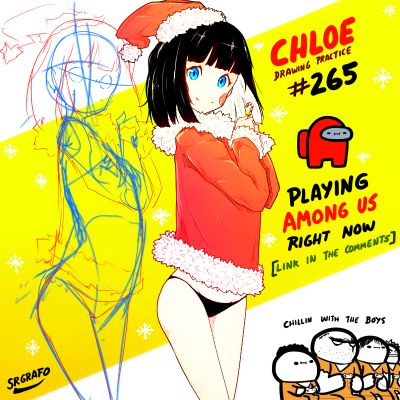 CHLOE
DRAWING PRACTICE
#265
PLAYING
AMONG US
RIGHT NOW
[LINK IN THE COMMENTS]
CHILLIN WITH THE BOYS
SRGRAFO